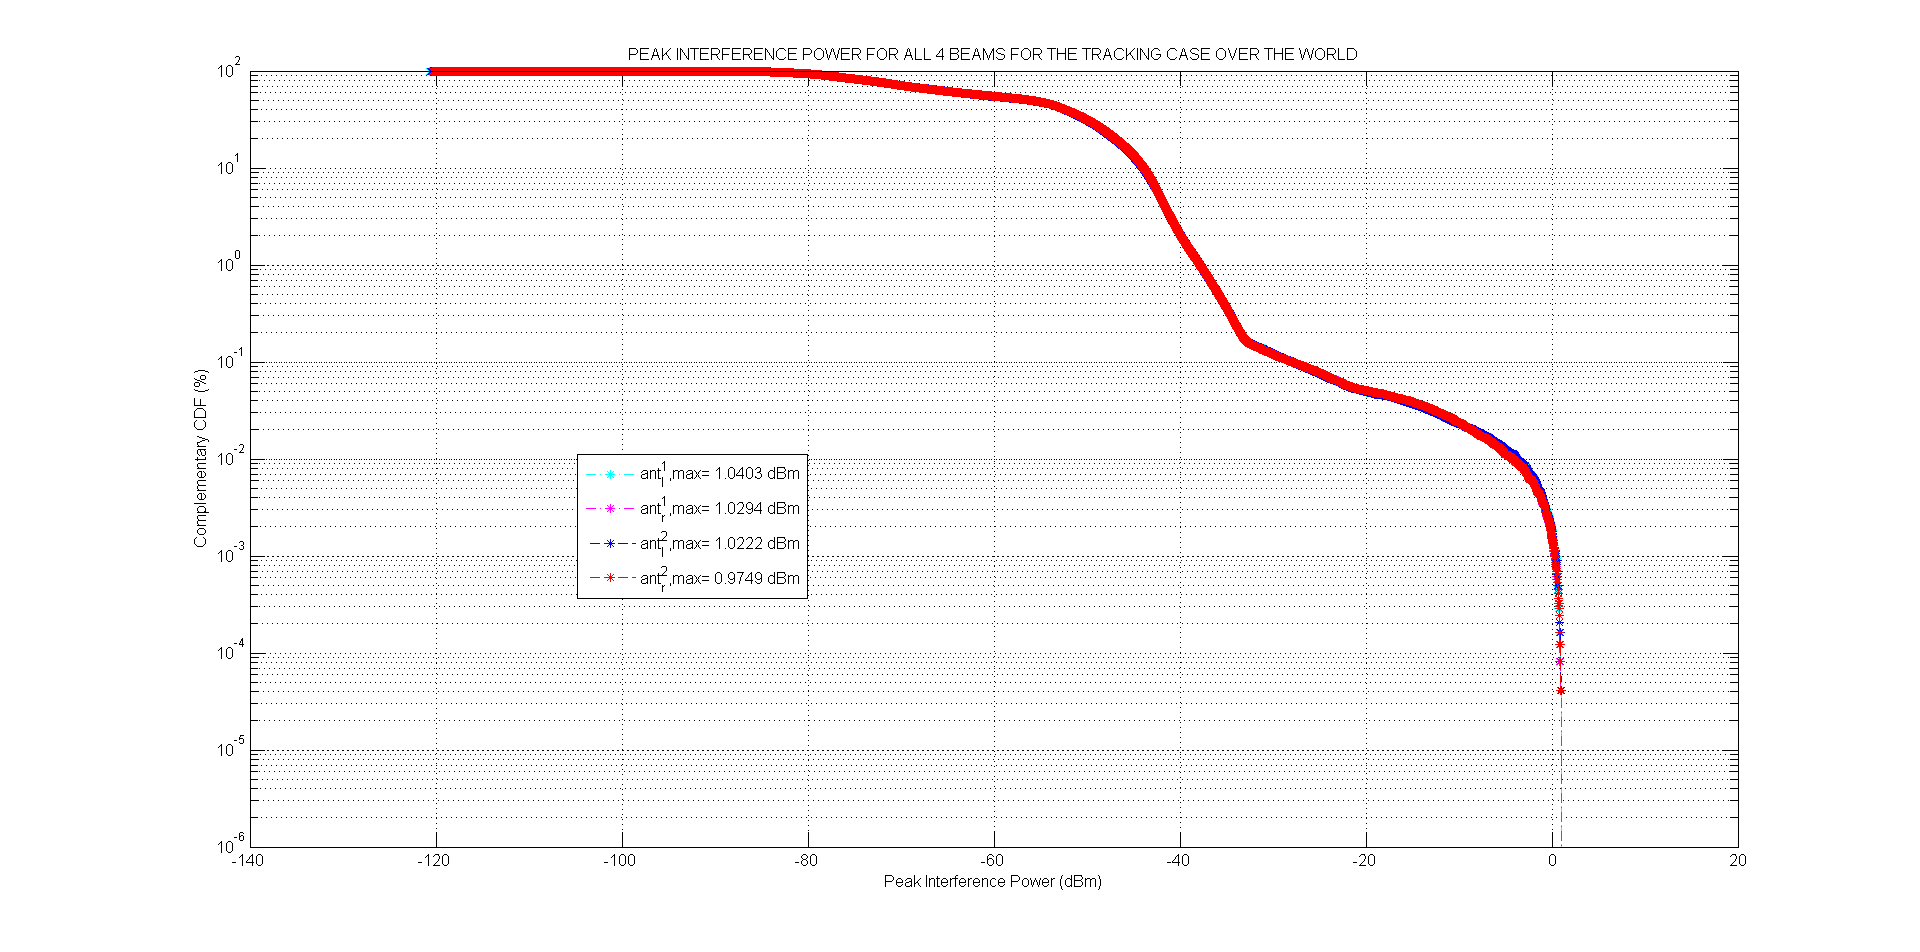 PEAK INTERFERENCE POWER FOR ALL 4 BEAMS FOR THE TRACKING CASE OVER THE WORLD
10^2
10^1
10^0
10^-1
10^-2
10^-3
10^-4
10^-5
10^-6
Complementary CDF (%)
ant_l^1,max= 1.0403 dBm
ant_r^1,max= 1.0294 dBm
ant_l^2,max= 1.0222 dBm
ant_r^2,max= 0.9749 dBm
-140 -120 -100 -80 -60 -40 -20 0 20
Peak Interference Power (dBm)